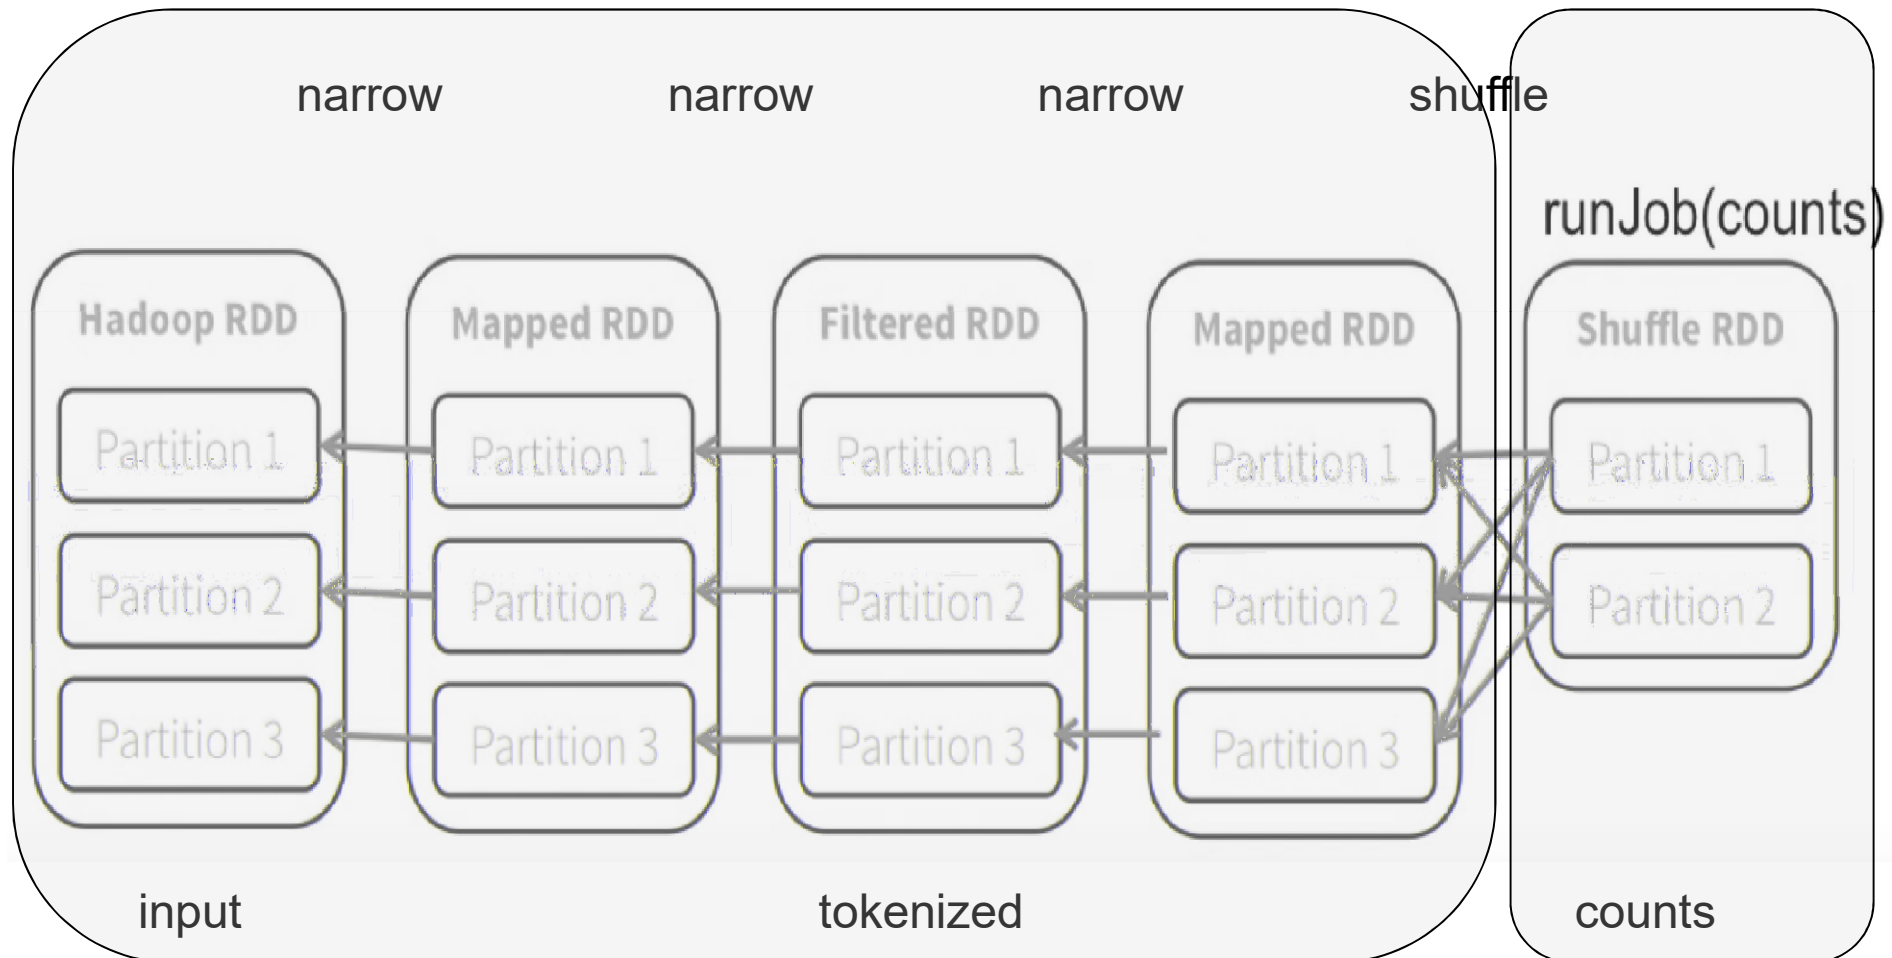 narrow narrow narrow shuffle
runJob(counts)
Hadoop RDD
Partition 1
Partition 2
Partition 3
Mapped RDD
Partition 1
Partition 2
Partition 3
Filtered RDD
Partition 1
Partition 2
Partition 3
Mapped RDD
Partition 1
Partition 2
Partition 3
Shuffle RDD
Partition 1
Partition 2
input tokenized counts